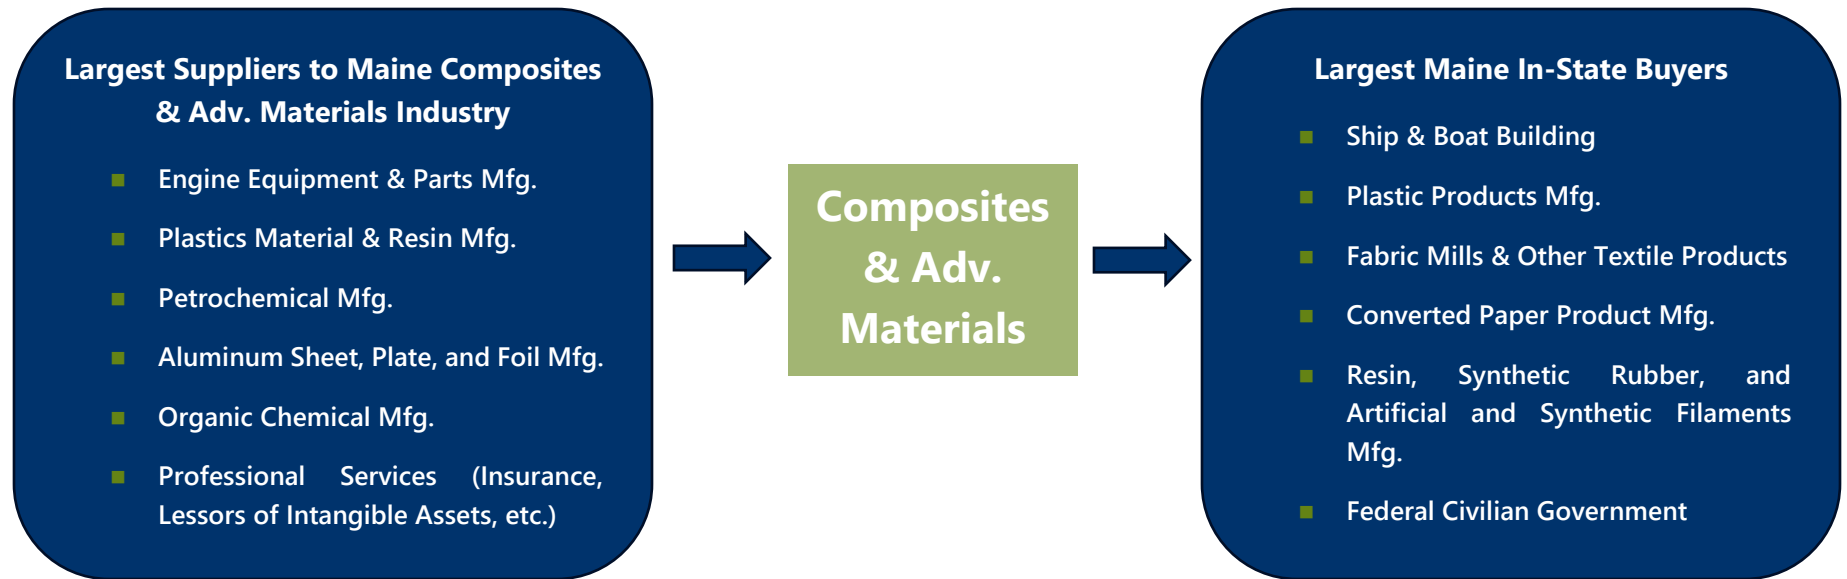 Largest Suppliers to Maine Composites
& Adv. Materials Industry
Engine Equipment & Parts Mfg.
Plastics Material & Resin Mfg.
Petrochemical Mfg.
Aluminum Sheet, Plate, and Foil Mfg.
Organic Chemical Mfg.
Professional Services (Insurance,
Lessors of Intangible Assets, etc.)
Composites
& Adv.
Materials
Largest Maine In-State Buyers
Ship & Boat Building
Plastic Products Mfg.
Fabric Mills & Other Textile Products
Converted Paper Product Mfg.
Resin, Synthetic Rubber, and
Artificial and Synthetic Filaments
Mfg.
Federal Civilian Government